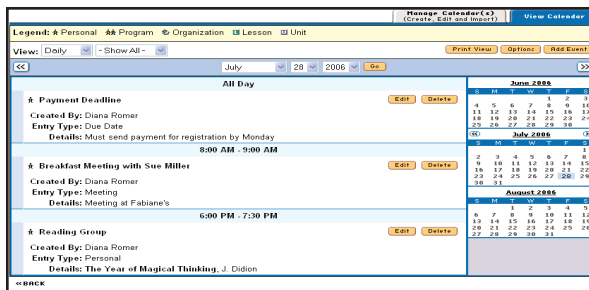 Manage Calendar(s)
(Create, Edit and Import)
View Calendar
Legend: Personal Program Organization Lesson Unit
View: Daily - Show All -
Print View Options Add Event
<< July 28 2006 Go >>
All Day
Payment Deadline Edit Delete
Created By: Diana Romer
Entry Type: Due Date
Details: Must send payment for registration by Monday
8:00 AM - 9:00 AM
Breakfast Meeting with Sue Miller Edit Delete
Created By: Diana Romer
Entry Type: Meeting
Details: Meeting at Fabiane's
6:00 PM - 7:30 PM
Reading Group Edit Delete
Created By: Diana Romer
Entry Type: Personal
Details: The Year of Magical Thinking, J. Didion
June 2006
S M T W T F S
1 2 3
4 5 6 7 8 9 10
11 12 13 14 15 16 17
18 19 20 21 22 23 24
25 26 27 28 29 30
<< July 2006
S M T W T F S
1
2 3 4 5 6 7 8
9 10 11 12 13 14 15
16 17 18 19 20 21 22
23 24 25 26 27 28 29
30 31
August 2006
S M T W T F S
1 2 3 4 5
6 7 8 9 10 11 12
13 14 15 16 17 18 19
20 21 22 23 24 25 26
27 28 29 30 31
«BACK